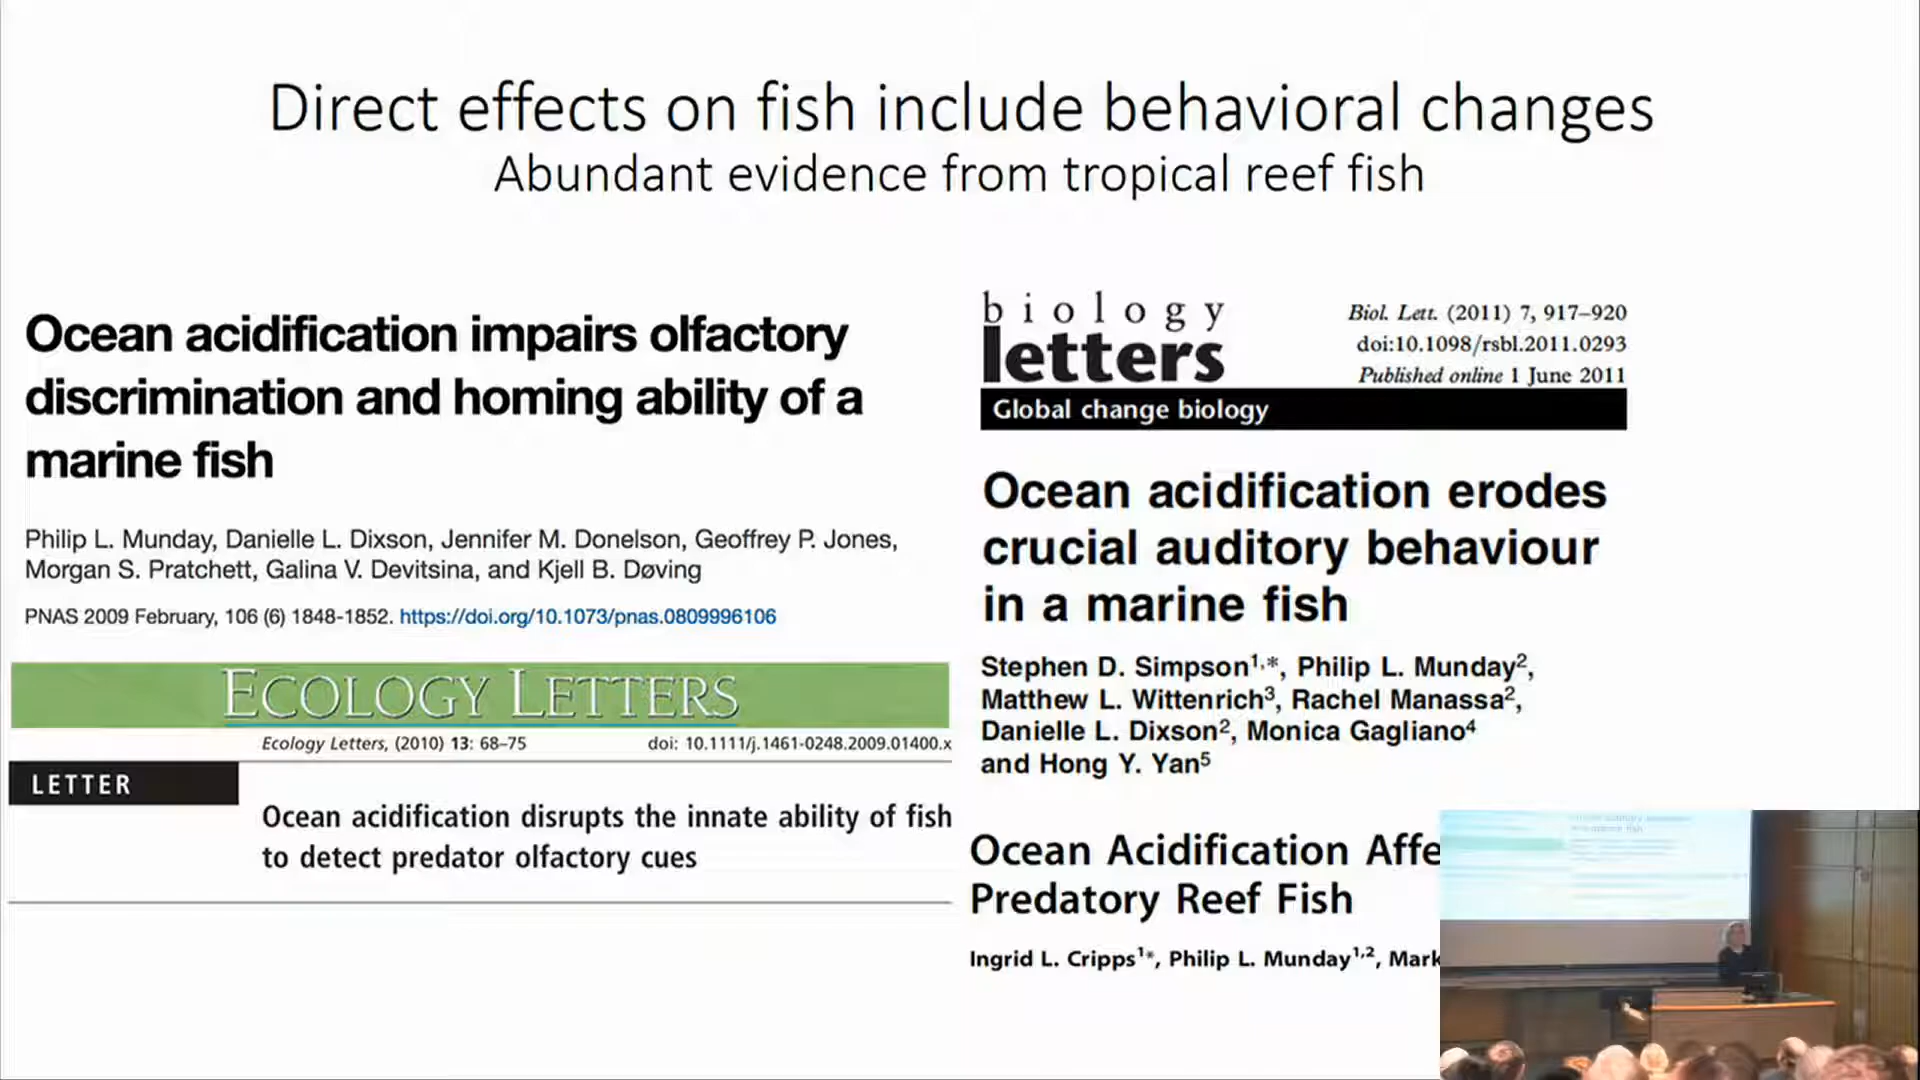 Direct effects on fish include behavioral changes
Abundant evidence from tropical reef fish
Ocean acidification impairs olfactory
discrimination and homing ability of a
marine fish
Philip L. Munday, Danielle L. Dixson, Jennifer M. Donelson, Geoffrey P. Jones,
Morgan S. Pratchett, Galina V. Devitsina, and Kjell B. Døving
PNAS 2009 February, 106 (6) 1848-1852. https://doi.org/10.1073/pnas.0809996106
ECOLOGY LETTERS
Ecology Letters, (2010) 13: 68–75
doi: 10.1111/j.1461-0248.2009.01400.x
LETTER
Ocean acidification disrupts the innate ability of fish
to detect predator olfactory cues
biology
letters
Biol. Lett. (2011) 7, 917–920
doi:10.1098/rsbl.2011.0293
Published online 1 June 2011
Global change biology
Ocean acidification erodes
crucial auditory behaviour
in a marine fish
Stephen D. Simpson1,*, Philip L. Munday2,
Matthew L. Wittenrich3, Rachel Manassa2,
Danielle L. Dixson2, Monica Gagliano4
and Hong Y. Yan5
Ocean Acidification Affe
Predatory Reef Fish
Ingrid L. Cripps1*, Philip L. Munday1,2, Mark